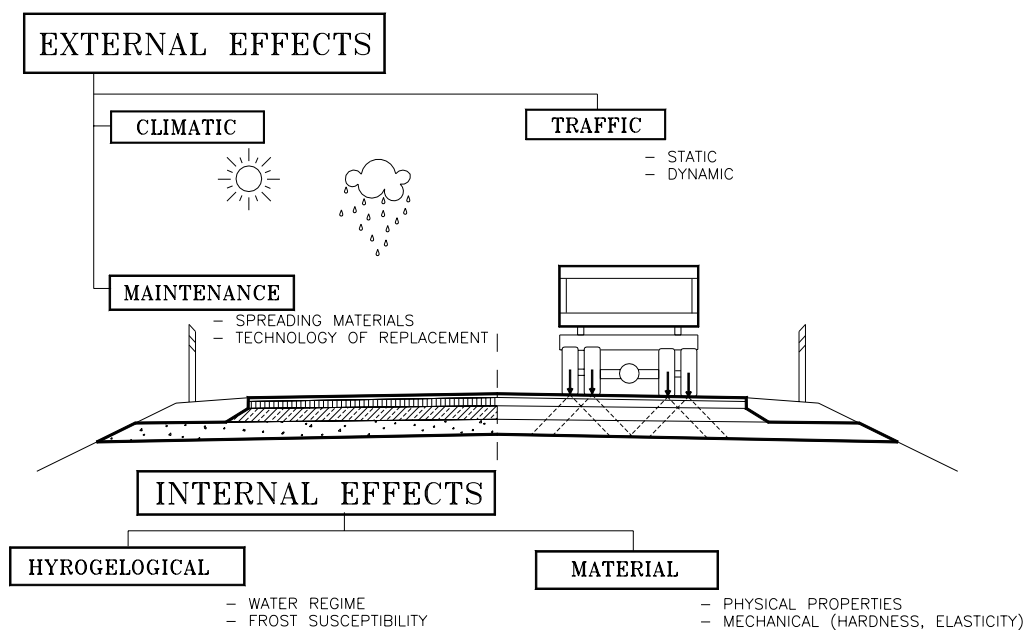 EXTERNAL EFFECTS
CLIMATIC
TRAFFIC
– STATIC
– DYNAMIC
MAINTENANCE
– SPREADING MATERIALS
– TECHNOLOGY OF REPLACEMENT
INTERNAL EFFECTS
HYROGELOGICAL
MATERIAL
– WATER REGIME
– FROST SUSCEPTIBILITY
– PHYSICAL PROPERTIES
– MECHANICAL (HARDNESS, ELASTICITY)